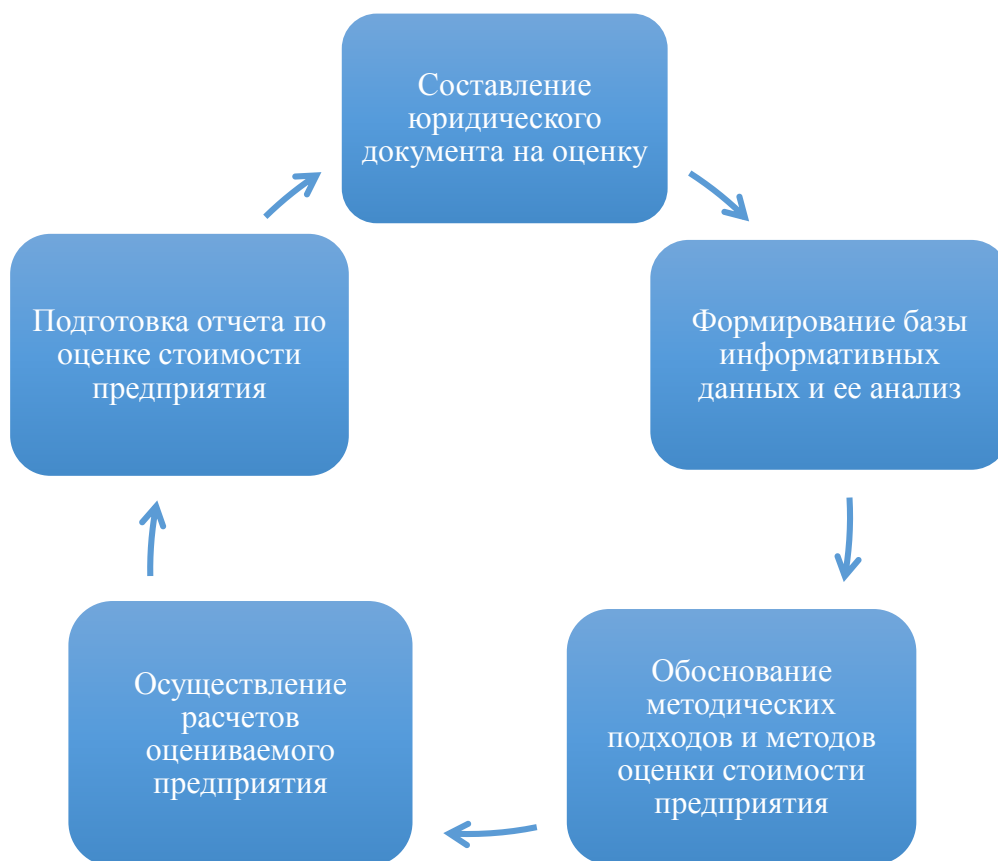 Составление
юридического
документа на оценку
Формирование базы
информативных
данных и ее анализ
Обоснование
методических
подходов и методов
оценки стоимости
предприятия
Осуществление
расчетов
оцениваемого
предприятия
Подготовка отчета по
оценке стоимости
предприятия